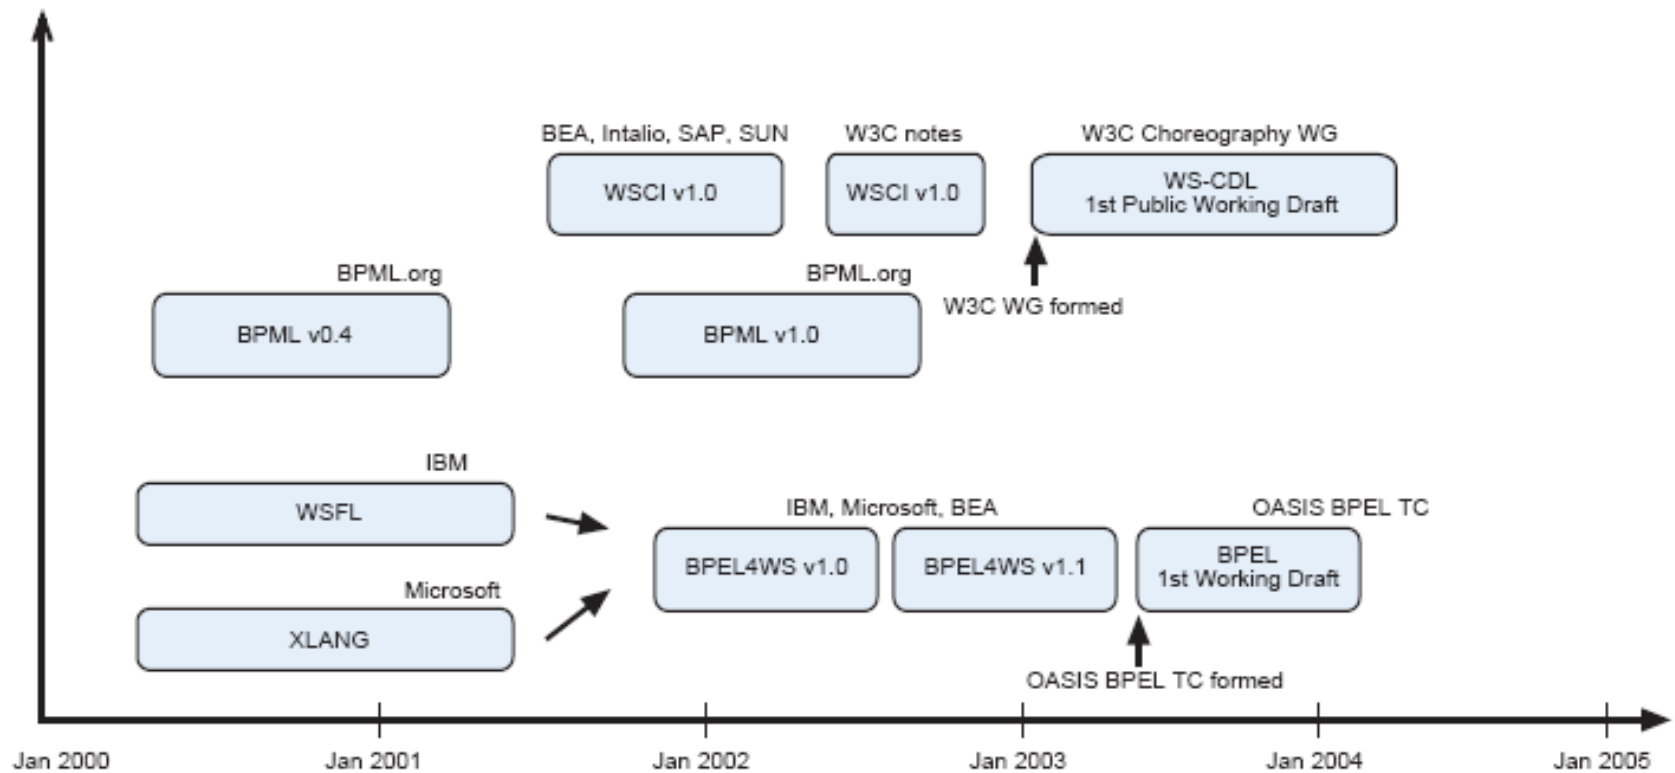 BEA, Intalio, SAP, SUN
W3C notes
W3C Choreography WG
WSCI v1.0
WSCI v1.0
WS-CDL
1st Public Working Draft
BPML.org
BPML.org
W3C WG formed
BPML v0.4
BPML v1.0
IBM
WSFL
IBM, Microsoft, BEA
OASIS BPEL TC
BPEL4WS v1.0
BPEL4WS v1.1
BPEL
1st Working Draft
Microsoft
XLANG
OASIS BPEL TC formed
Jan 2000
Jan 2001
Jan 2002
Jan 2003
Jan 2004
Jan 2005